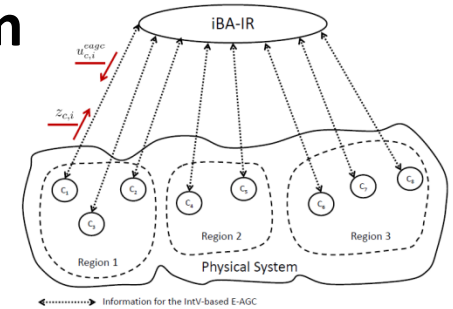 m
iBA-IR
u_{c,i}^{eagc}
z_{c,i}
C₁
C₂
C₃
C₄
C₅
C₆
C₇
C₈
Region 1
Region 2
Region 3
Physical System
Information for the IntV-based E-AGC